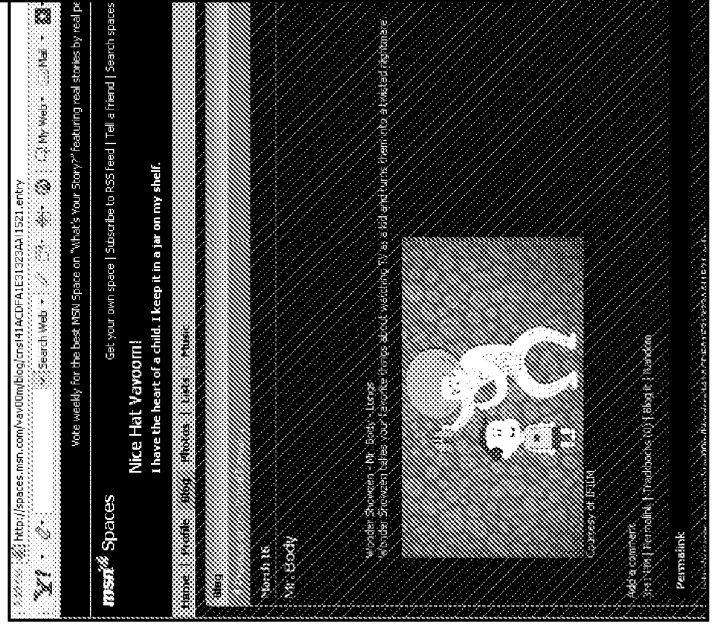 http://spaces.msn.com/vav00m/blog/cns!41ACDFA1E31323AA!1521.entry
Y! Search Web My Web Mail
Vote weekly for the best MSN Space on "What's Your Story?" featuring real stories by real pe
msn Spaces
Get your own space | Subscribe to RSS feed | Tell a friend | Search spaces
Nice Hat Vavoom!
I have the heart of a child. I keep it in a jar on my shelf.
Home | Profile | Blog | Photos | Lists | Music
Blog
March 16
Mr. Body
Wonder Showzen - Mr. Body - Lungs
Wonder Showzen takes your favorite things about watching TV as a kid and turns them into a twisted nightmare
Courtesy of IFILM
Add a comment
3:41 PM | Permalink | Trackbacks (0) | Blog it | Random
Permalink